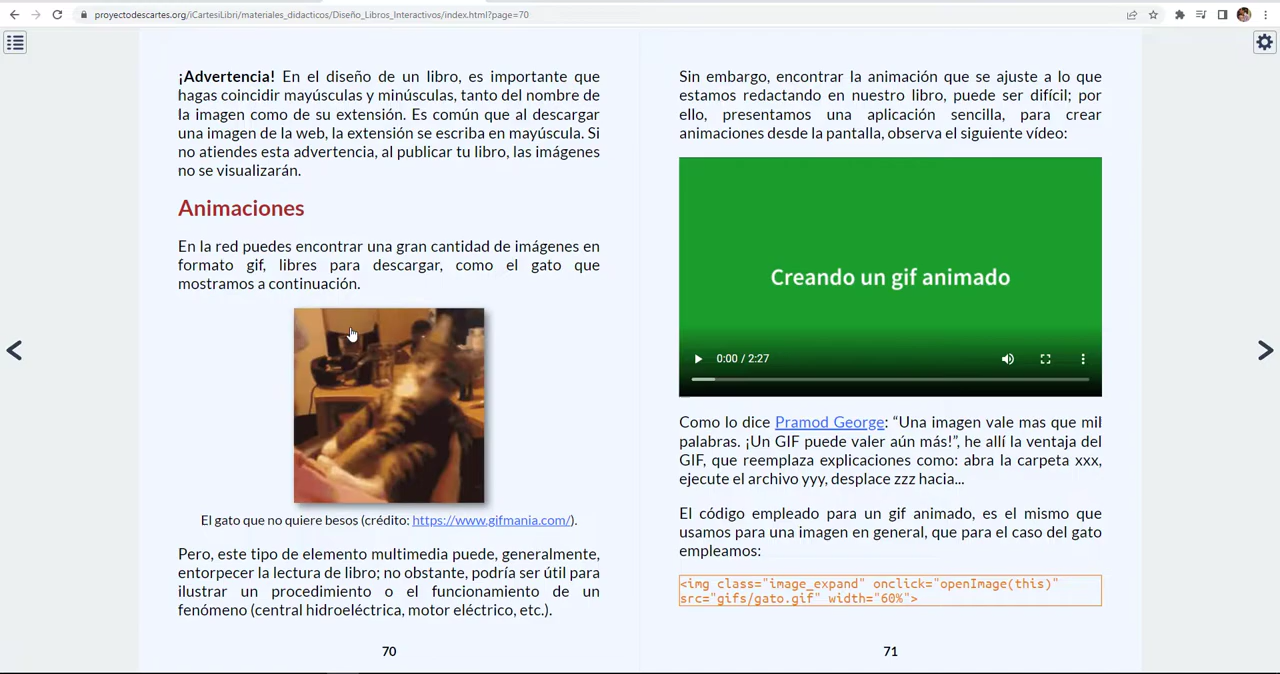 proyectodescartes.org/iCartesiLibri/materiales_didacticos/Diseño_Libros_Interactivos/index.html?page=70
¡Advertencia! En el diseño de un libro, es importante que
hagas coincidir mayúsculas y minúsculas, tanto del nombre de
la imagen como de su extensión. Es común que al descargar
una imagen de la web, la extensión se escriba en mayúscula. Si
no atiendes esta advertencia, al publicar tu libro, las imágenes
no se visualizarán.
Animaciones
En la red puedes encontrar una gran cantidad de imágenes en
formato gif, libres para descargar, como el gato que
mostramos a continuación.
El gato que no quiere besos (crédito: https://www.gifmania.com/).
Pero, este tipo de elemento multimedia puede, generalmente,
entorpecer la lectura de libro; no obstante, podría ser útil para
ilustrar un procedimiento o el funcionamiento de un
fenómeno (central hidroeléctrica, motor eléctrico, etc.).
70
Sin embargo, encontrar la animación que se ajuste a lo que
estamos redactando en nuestro libro, puede ser difícil; por
ello, presentamos una aplicación sencilla, para crear
animaciones desde la pantalla, observa el siguiente vídeo:
Creando un gif animado
0:00 / 2:27
Como lo dice Pramod George: “Una imagen vale mas que mil
palabras. ¡Un GIF puede valer aún más!”, he allí la ventaja del
GIF, que reemplaza explicaciones como: abra la carpeta xxx,
ejecute el archivo yyy, desplace zzz hacia...
El código empleado para un gif animado, es el mismo que
usamos para una imagen en general, que para el caso del gato
empleamos:
<img class="image_expand" onclick="openImage(this)"
src="gifs/gato.gif" width="60%">
71